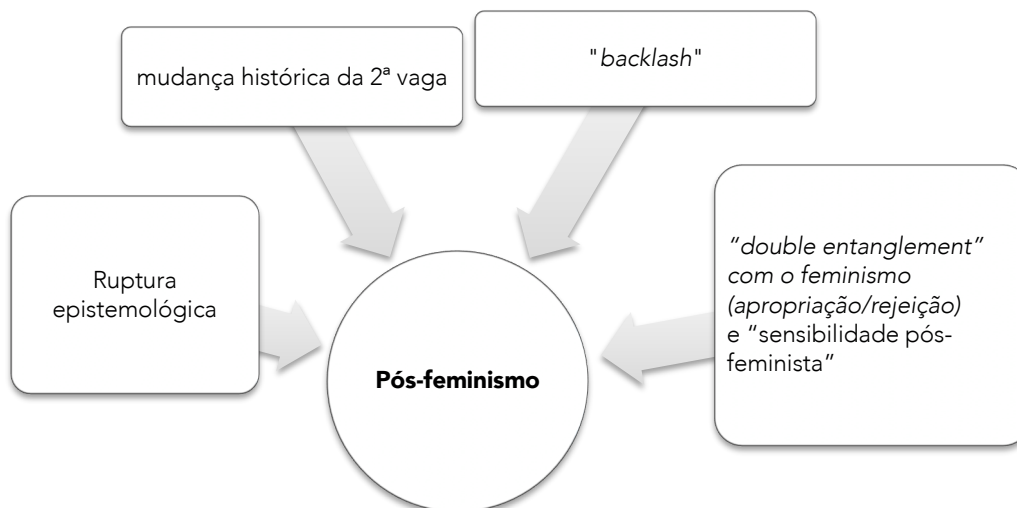 mudança histórica da 2ª vaga
"backlash"
Ruptura
epistemológica
“double entanglement”
com o feminismo
(apropriação/rejeição)
e “sensibilidade pós-
feminista”
Pós-feminismo